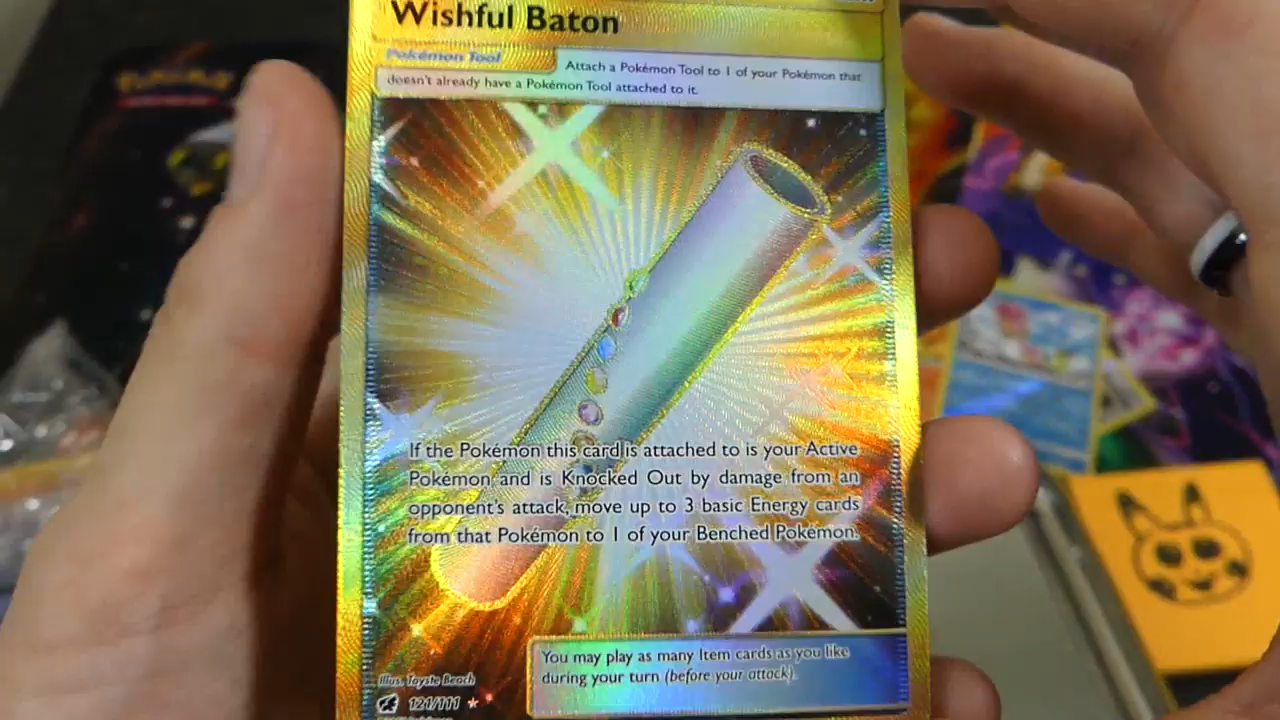 Wishful Baton
Pokémon Tool
Attach a Pokémon Tool to 1 of your Pokémon that
doesn't already have a Pokémon Tool attached to it.
If the Pokémon this card is attached to is your Active
Pokémon and is Knocked Out by damage from an
opponent's attack, move up to 3 basic Energy cards
from that Pokémon to 1 of your Benched Pokémon.
You may play as many Item cards as you like
during your turn (before your attack).
Illus. Toyste Beach
121/111
Pokémon